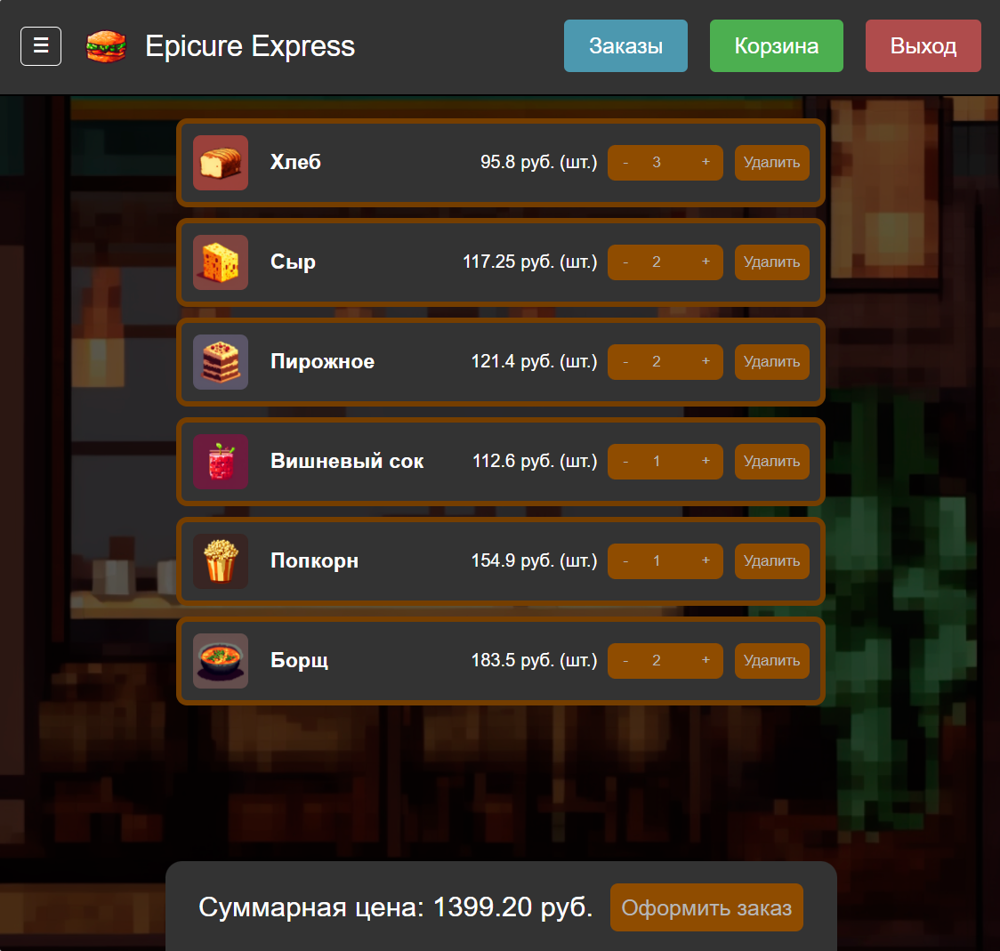 ☰ Epicure Express Заказы Корзина Выход
Хлеб 95.8 руб. (шт.) - 3 + Удалить
Сыр 117.25 руб. (шт.) - 2 + Удалить
Пирожное 121.4 руб. (шт.) - 2 + Удалить
Вишневый сок 112.6 руб. (шт.) - 1 + Удалить
Попкорн 154.9 руб. (шт.) - 1 + Удалить
Борщ 183.5 руб. (шт.) - 2 + Удалить
Суммарная цена: 1399.20 руб. Оформить заказ